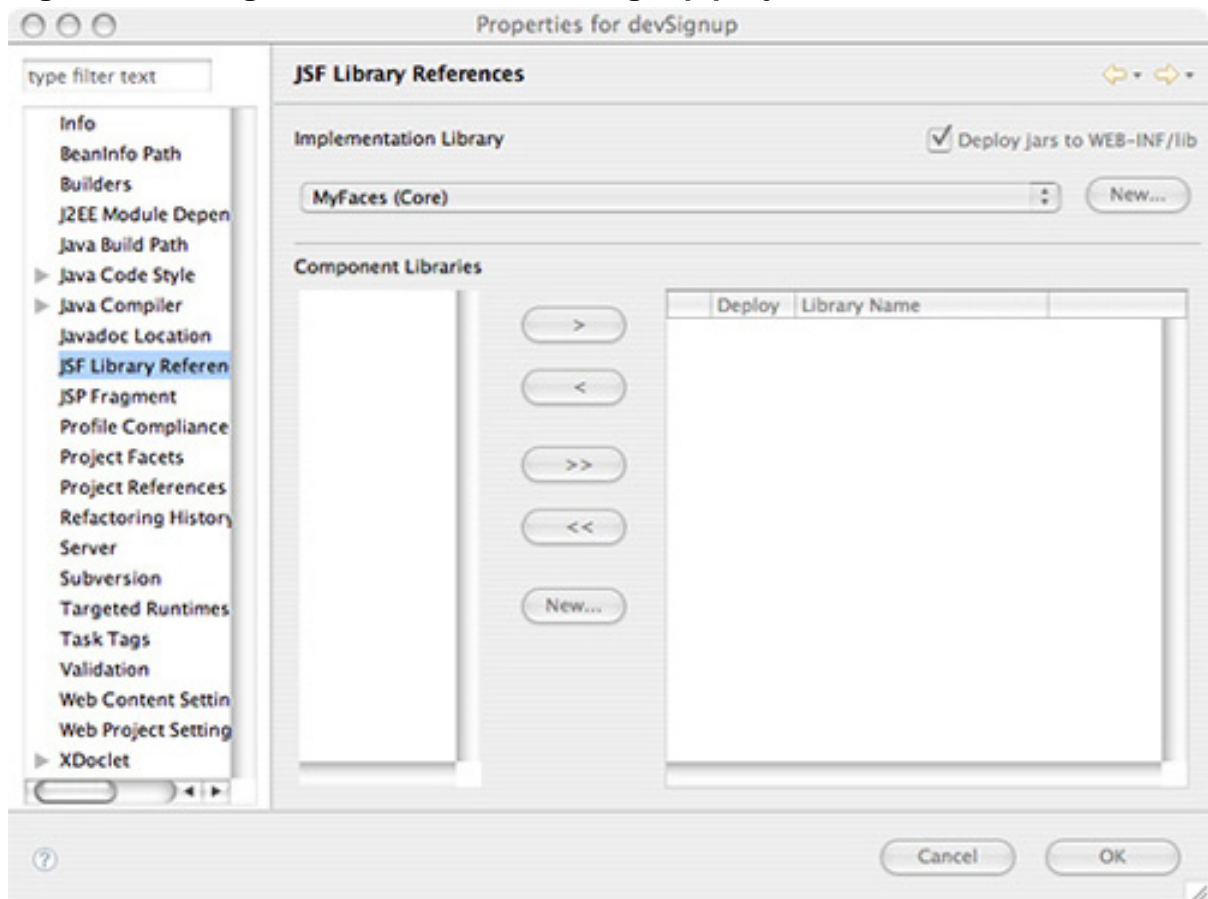 Properties for devSignup
type filter text
Info
BeanInfo Path
Builders
J2EE Module Depen
Java Build Path
Java Code Style
Java Compiler
Javadoc Location
JSF Library Referen
JSP Fragment
Profile Compliance
Project Facets
Project References
Refactoring History
Server
Subversion
Targeted Runtimes
Task Tags
Validation
Web Content Settin
Web Project Setting
XDoclet
JSF Library References
Implementation Library
Deploy jars to WEB-INF/lib
MyFaces (Core)
New...
Component Libraries
>
<
>>
<<
New...
Deploy Library Name
?
Cancel
OK